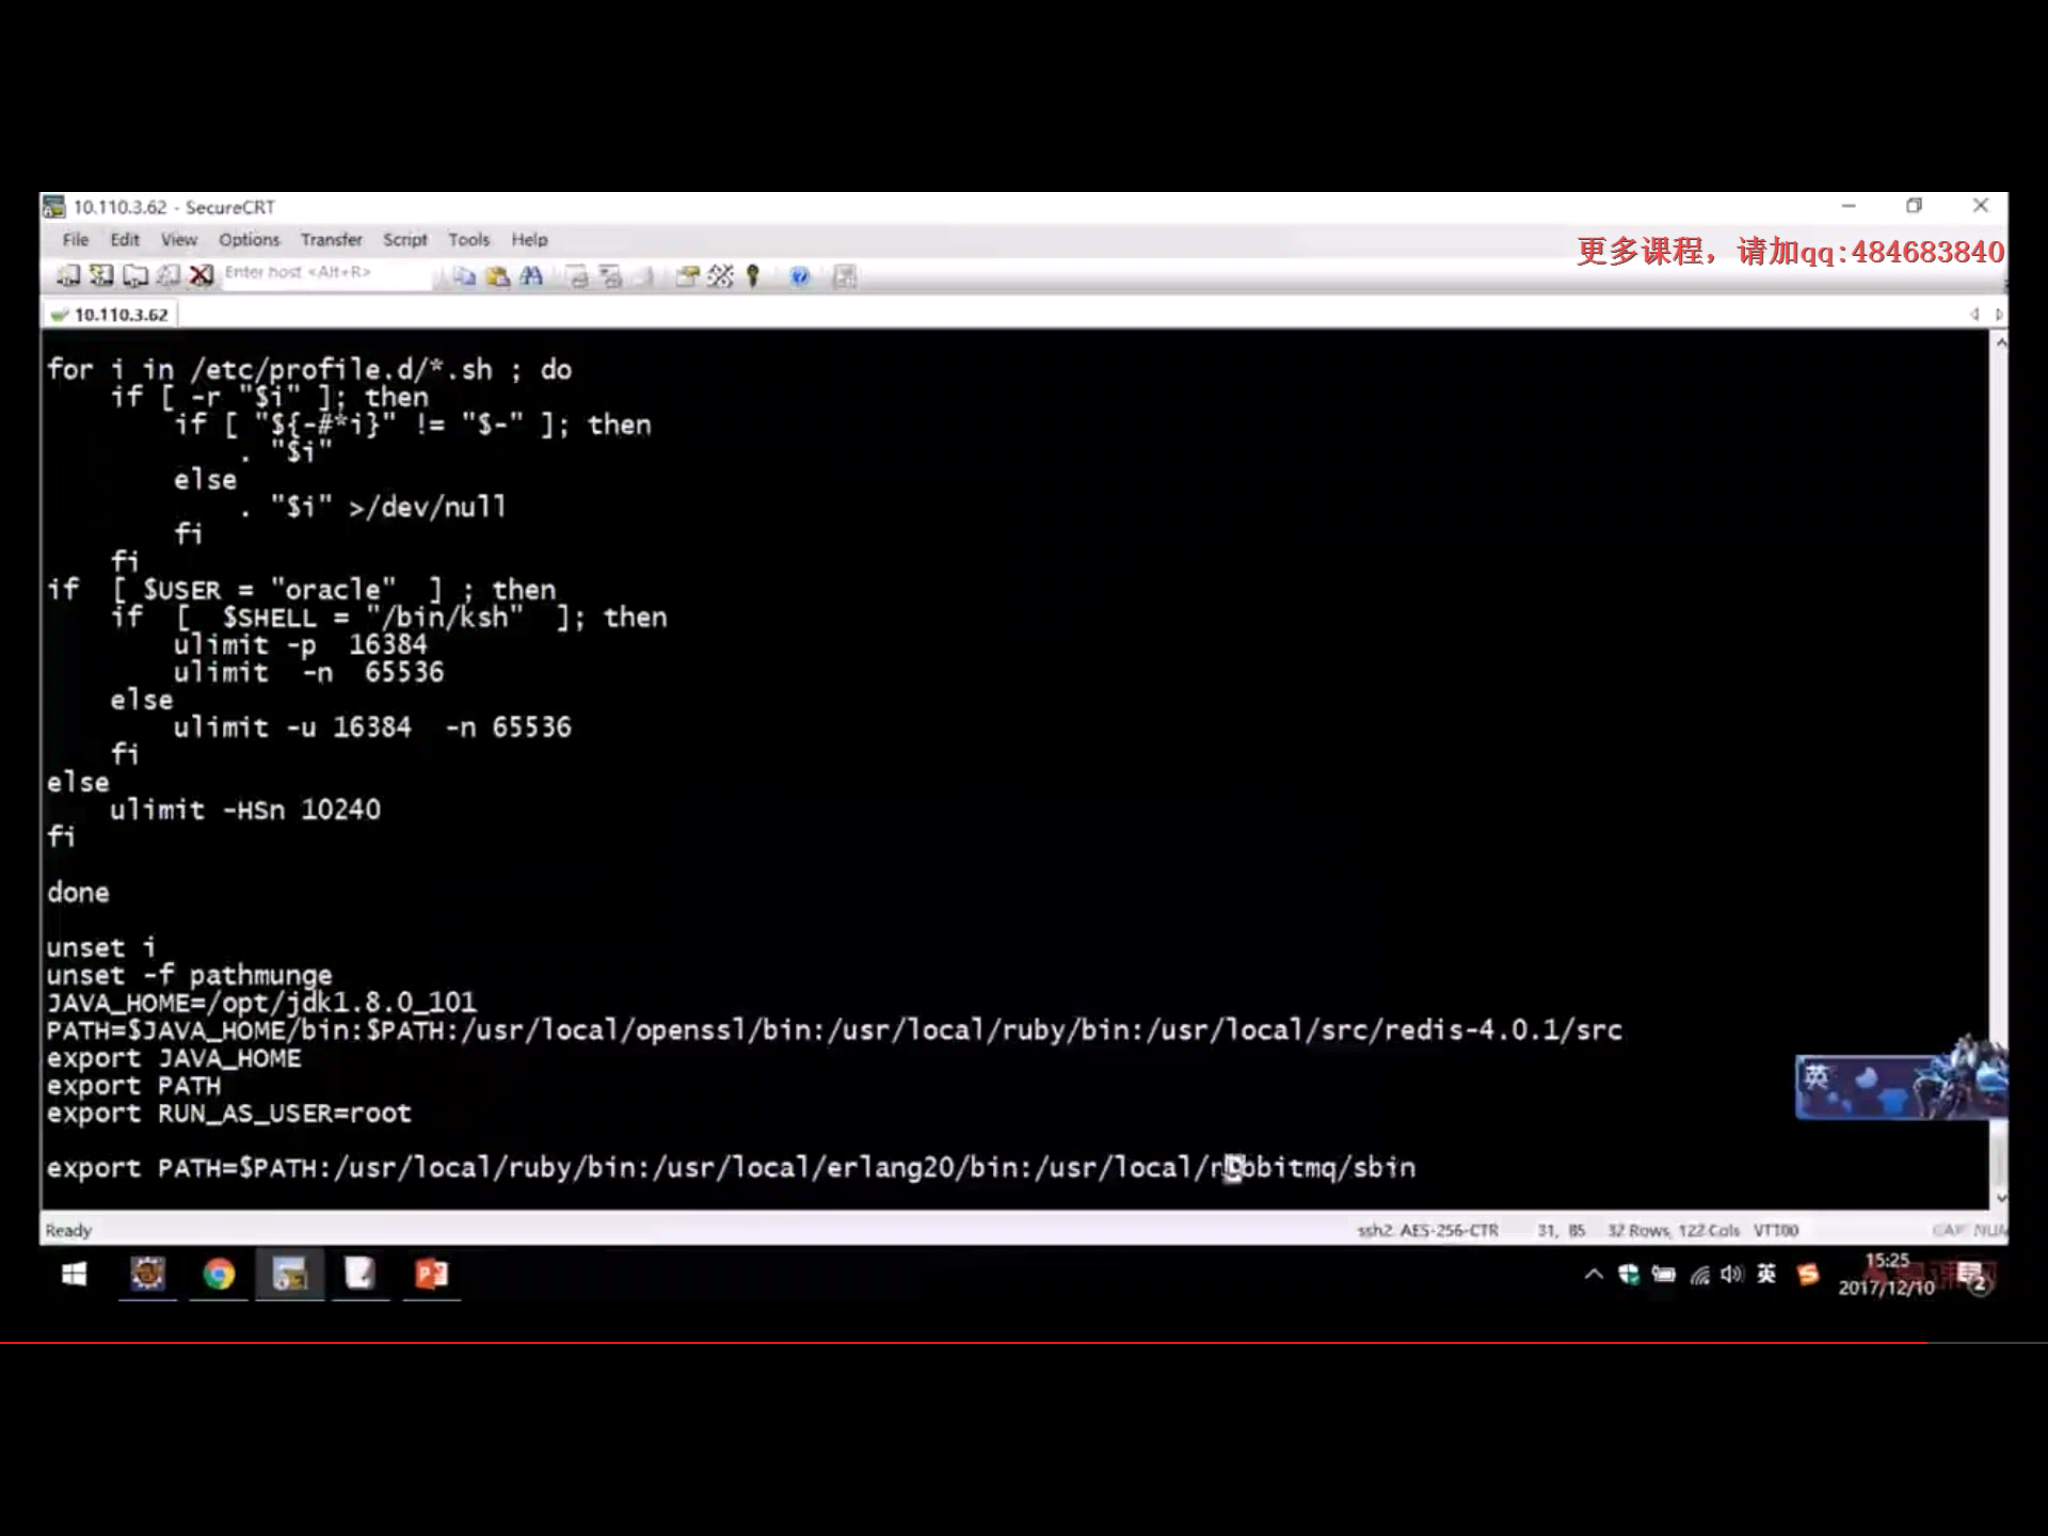 10.110.3.62 - SecureCRT
File Edit View Options Transfer Script Tools Help
更多课程，请加qq:484683840
Enter host <Alt+R>
10.110.3.62
for i in /etc/profile.d/*.sh ; do
    if [ -r "$i" ]; then
        if [ "${-#*i}" != "$-" ]; then
            . "$i"
        else
            . "$i" >/dev/null
        fi
    fi
if  [ $USER = "oracle"  ] ; then
    if  [  $SHELL = "/bin/ksh"  ]; then
        ulimit -p  16384
        ulimit  -n  65536
    else
        ulimit -u 16384  -n 65536
    fi
else
    ulimit -HSn 10240
fi
done
unset i
unset -f pathmunge
JAVA_HOME=/opt/jdk1.8.0_101
PATH=$JAVA_HOME/bin:$PATH:/usr/local/openssl/bin:/usr/local/ruby/bin:/usr/local/src/redis-4.0.1/src
export JAVA_HOME
export PATH
export RUN_AS_USER=root
英
export PATH=$PATH:/usr/local/ruby/bin:/usr/local/erlang20/bin:/usr/local/rabbitmq/sbin
Ready ssh2: AES-256-CTR 31, 85 32 Rows, 122 Cols VT100 CAP NUM
英 15:25
2017/12/10 2